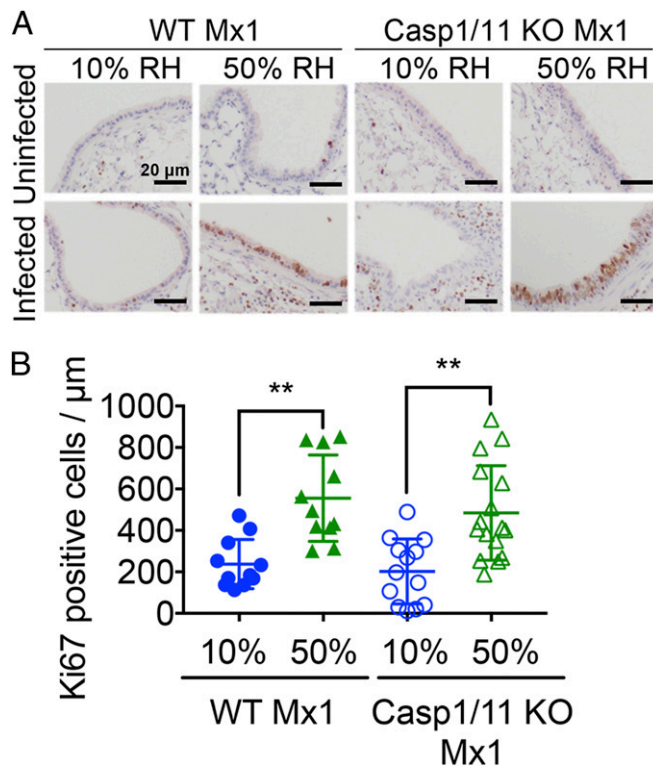 A
WT Mx1 Casp1/11 KO Mx1
10% RH 50% RH 10% RH 50% RH
Uninfected
20 μm
Infected
B
** **
Ki67 positive cells / μm
1000
800
600
400
200
0
10% 50% 10% 50%
WT Mx1 Casp1/11 KO
Mx1